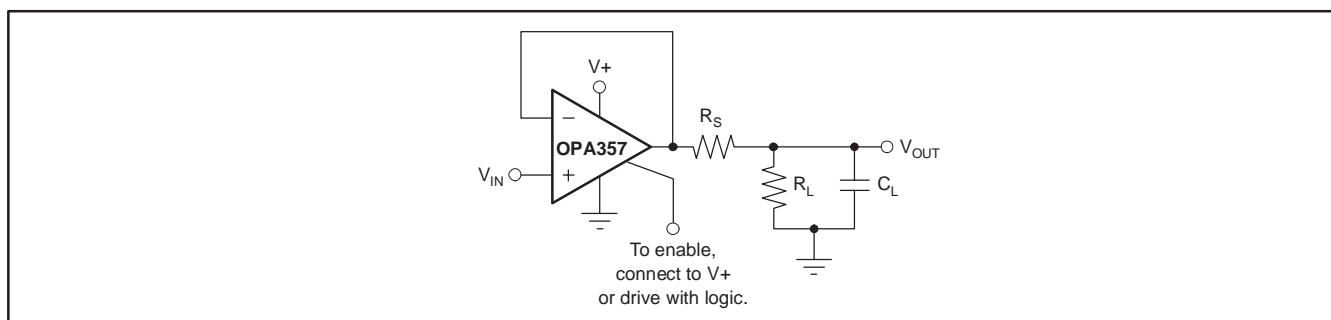 V+
−
OPA357
+
V_IN
R_S
V_OUT
R_L
C_L
To enable,
connect to V+
or drive with logic.